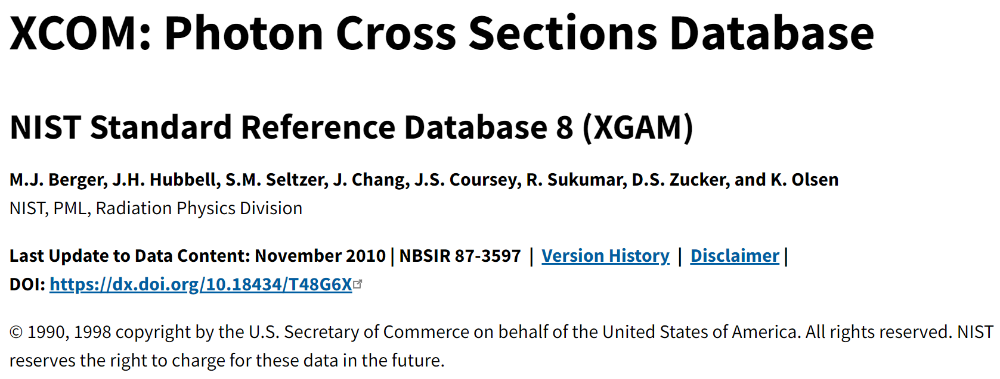 XCOM: Photon Cross Sections Database
NIST Standard Reference Database 8 (XGAM)
M.J. Berger, J.H. Hubbell, S.M. Seltzer, J. Chang, J.S. Coursey, R. Sukumar, D.S. Zucker, and K. Olsen
NIST, PML, Radiation Physics Division
Last Update to Data Content: November 2010 | NBSIR 87-3597 | Version History | Disclaimer |
DOI: https://dx.doi.org/10.18434/T48G6X
© 1990, 1998 copyright by the U.S. Secretary of Commerce on behalf of the United States of America. All rights reserved. NIST
reserves the right to charge for these data in the future.